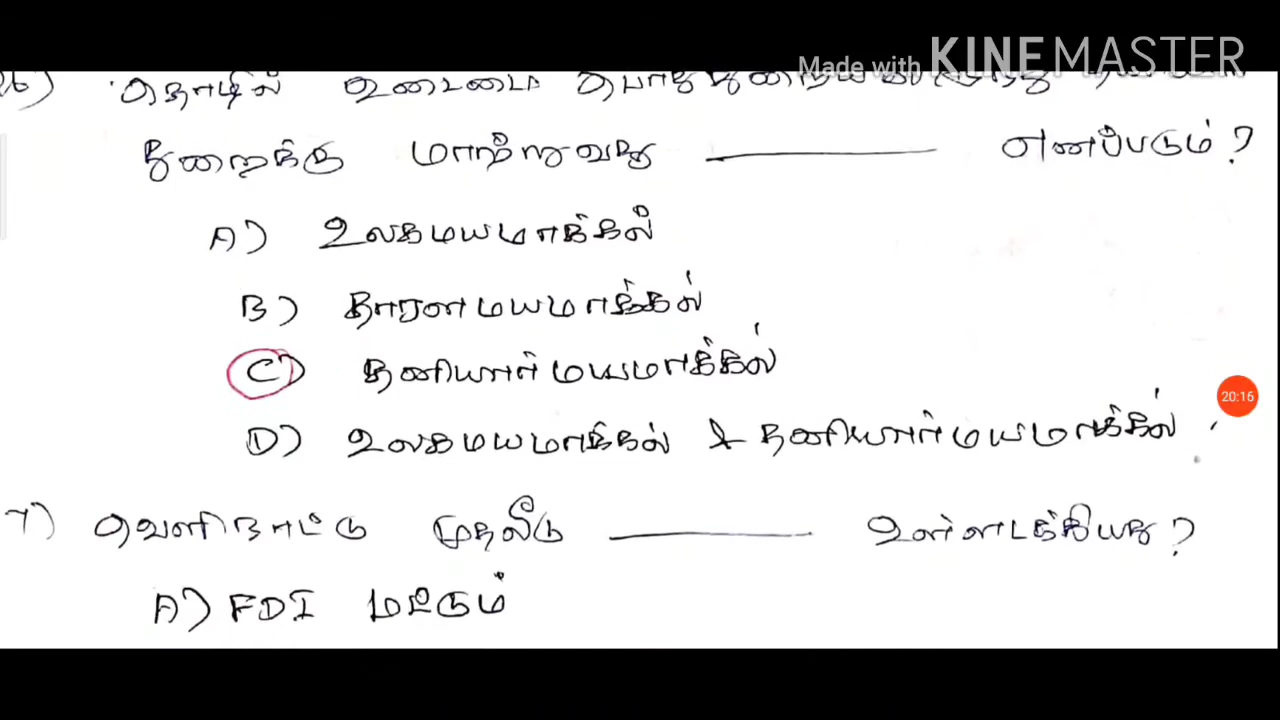 Made with KINEMASTER
தொழில் உடைமை பொதுத்துறையிலிருந்து
துறைக்கு மாற்றுவது ________ எனப்படும்?
A) உலகமயமாக்கல்
B) தாராளமயமாக்கல்
C) தனியார்மயமாக்கல்
20:16
D) உலகமயமாக்கல் & தனியார்மயமாக்கல்
7) வெளிநாட்டு முதலீடு ________ உள்ளடக்கியது?
A) FDI மட்டும்